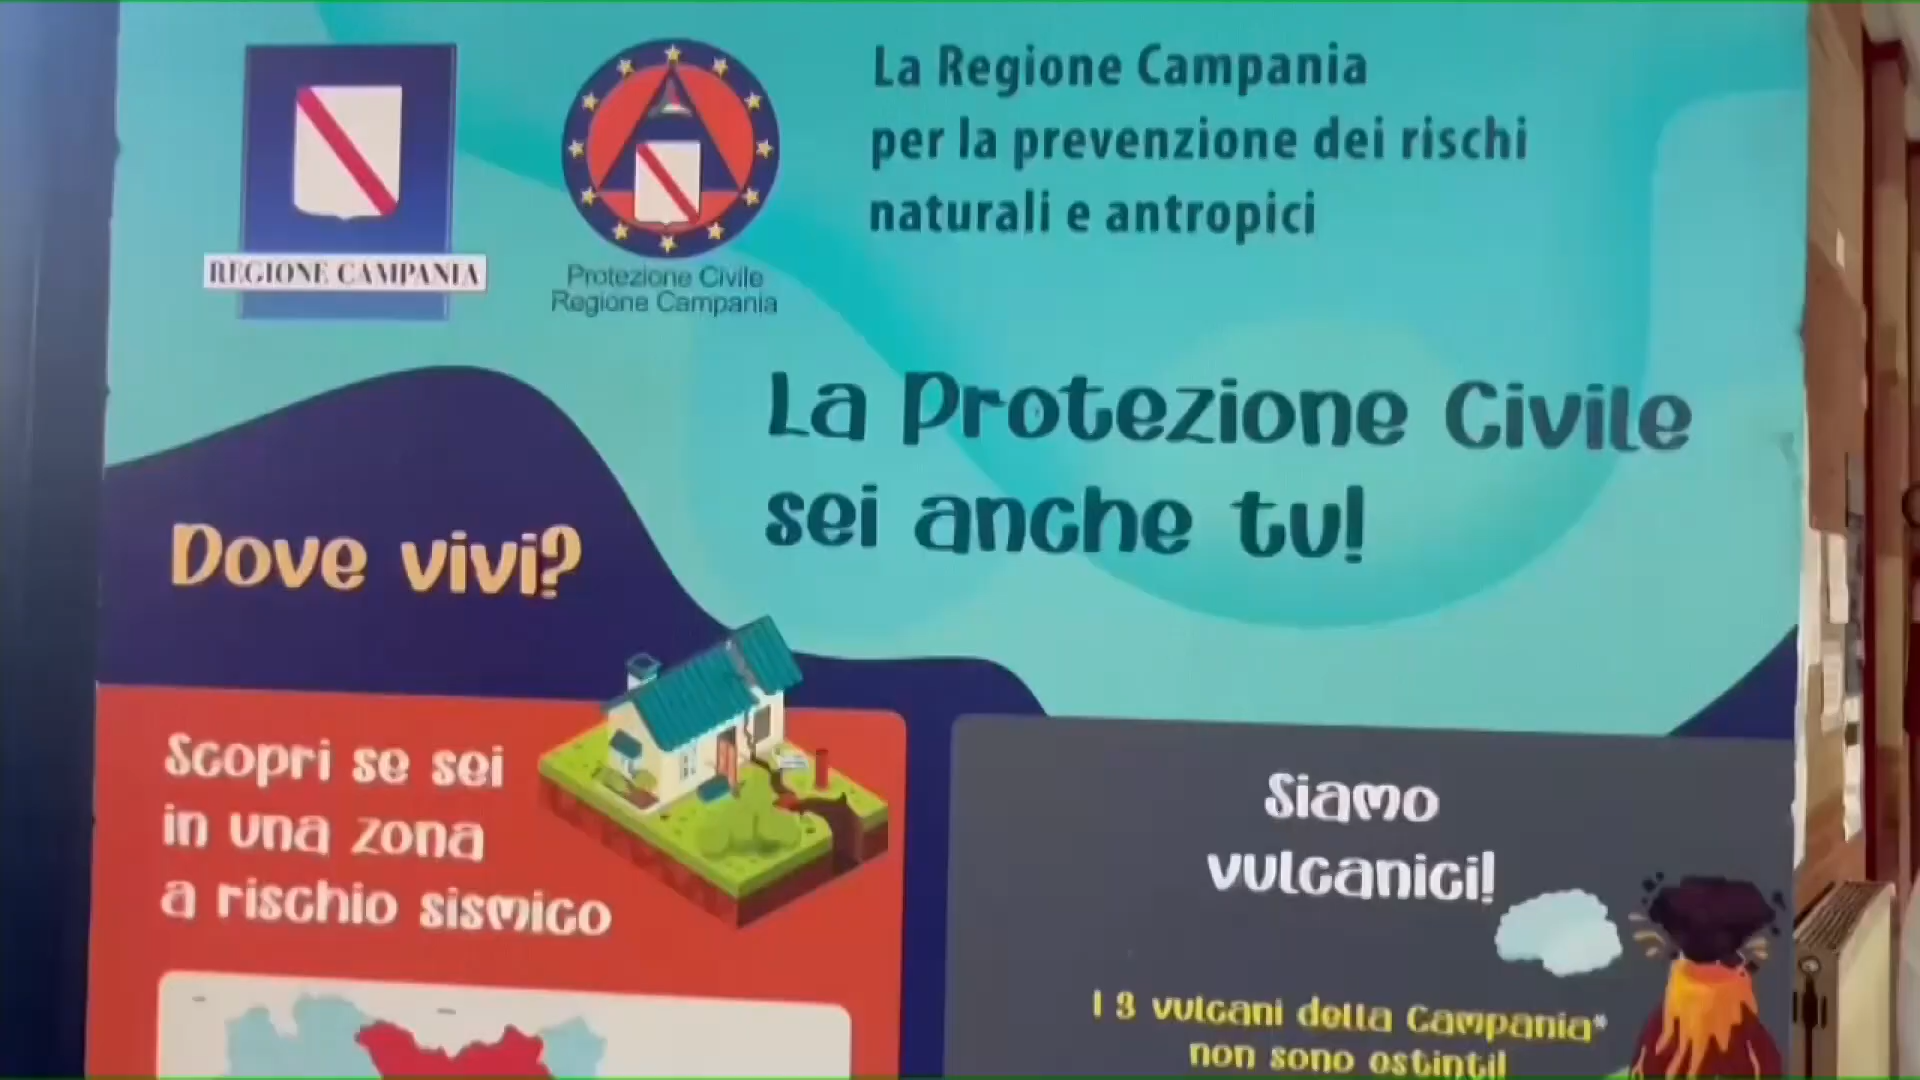 REGIONE CAMPANIA
Protezione Civile
Regione Campania
La Regione Campania
per la prevenzione dei rischi
naturali e antropici
La Protezione Civile
sei anche tu!
Dove vivi?
Scopri se sei
in una zona
a rischio sismico
Siamo
vulcanici!
I 3 vulcani della Campania*
non sono estinti!